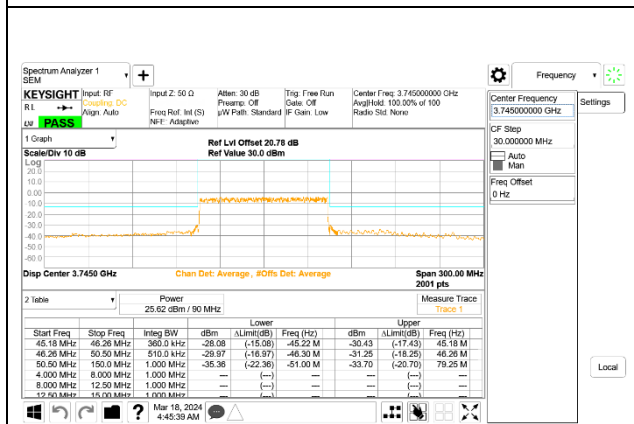 Spectrum Analyzer 1
SEM
+
Frequency
KEYSIGHT Input: RF Input Z: 50 Ω Atten: 30 dB Trig: Free Run Center Freq: 3.745000000 GHz
RL Coupling: DC Preamp: Off Gate: Off Avg|Hold: 100.00% of 100
Align: Auto Freq Ref: Int (S) µW Path: Standard IF Gain: Low Radio Std: None
PASS NFE: Adaptive
Center Frequency
3.745000000 GHz
Settings
CF Step
30.000000 MHz
Auto
Man
Freq Offset
0 Hz
1 Graph
Ref Lvl Offset 20.78 dB
Scale/Div 10 dB Ref Value 30.0 dBm
Log
20.0
10.0
0.00
-10.0
-20.0
-30.0
-40.0
-50.0
-60.0
Disp Center 3.7450 GHz Chan Det: Average, #Offs Det: Average Span 300.00 MHz
2001 pts
2 Table Power Measure Trace
25.62 dBm / 90 MHz Trace 1
Lower Upper
Start Freq Stop Freq Integ BW dBm ΔLimit(dB) Freq (Hz) dBm ΔLimit(dB) Freq (Hz)
45.18 MHz 46.26 MHz 360.0 kHz -28.08 (-15.08) -45.22 M -30.43 (-17.43) 45.18 M
46.26 MHz 50.50 MHz 510.0 kHz -29.97 (-16.97) -46.30 M -31.25 (-18.25) 46.26 M
50.50 MHz 150.0 MHz 1.000 MHz -35.36 (-22.36) -51.00 M -33.70 (-20.70) 79.25 M
4.000 MHz 8.000 MHz 1.000 MHz --- (---) --- --- (---) ---
8.000 MHz 12.50 MHz 1.000 MHz --- (---) --- --- (---) ---
12.50 MHz 15.00 MHz 1.000 MHz --- (---) --- --- (---) ---
Local
? Mar 18, 2024
4:45:39 AM